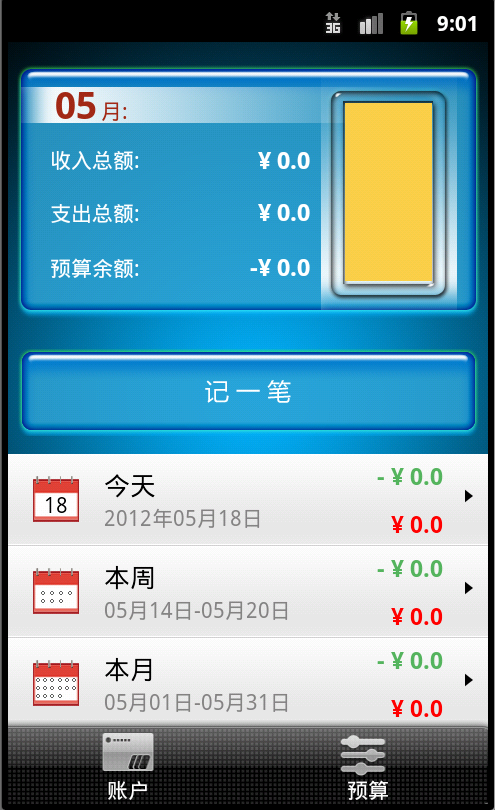 3G 9:01
05 月:
收入总额: ¥ 0.0
支出总额: ¥ 0.0
预算余额: -¥ 0.0
记一笔
18
今天 - ¥ 0.0
2012年05月18日 ¥ 0.0
本周 - ¥ 0.0
05月14日-05月20日 ¥ 0.0
本月 - ¥ 0.0
05月01日-05月31日 ¥ 0.0
账户 预算